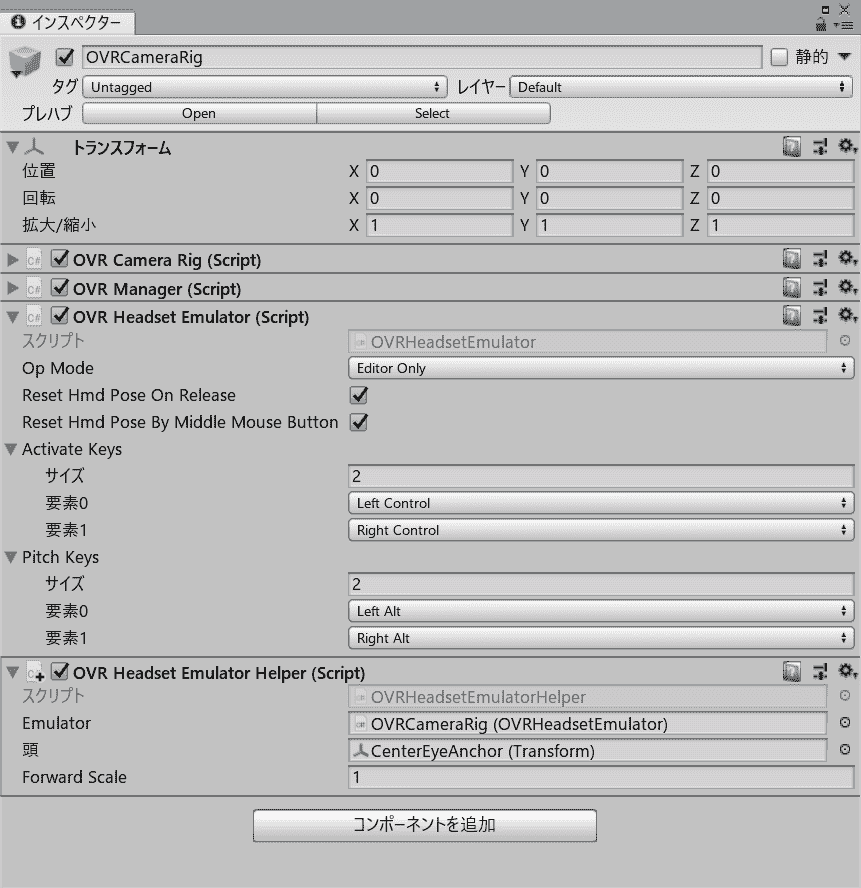 インスペクター
OVRCameraRig 静的
タグ Untagged レイヤー Default
プレハブ Open Select
トランスフォーム
位置 X 0 Y 0 Z 0
回転 X 0 Y 0 Z 0
拡大/縮小 X 1 Y 1 Z 1
C# OVR Camera Rig (Script)
C# OVR Manager (Script)
C# OVR Headset Emulator (Script)
スクリプト OVRHeadsetEmulator
Op Mode Editor Only
Reset Hmd Pose On Release
Reset Hmd Pose By Middle Mouse Button
Activate Keys
サイズ 2
要素0 Left Control
要素1 Right Control
Pitch Keys
サイズ 2
要素0 Left Alt
要素1 Right Alt
C# OVR Headset Emulator Helper (Script)
スクリプト OVRHeadsetEmulatorHelper
Emulator OVRCameraRig (OVRHeadsetEmulator)
頭 CenterEyeAnchor (Transform)
Forward Scale 1
コンポーネントを追加